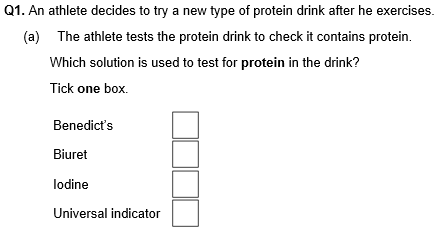 Q1. An athlete decides to try a new type of protein drink after he exercises.
(a) The athlete tests the protein drink to check it contains protein.
Which solution is used to test for protein in the drink?
Tick one box.
Benedict's
Biuret
Iodine
Universal indicator